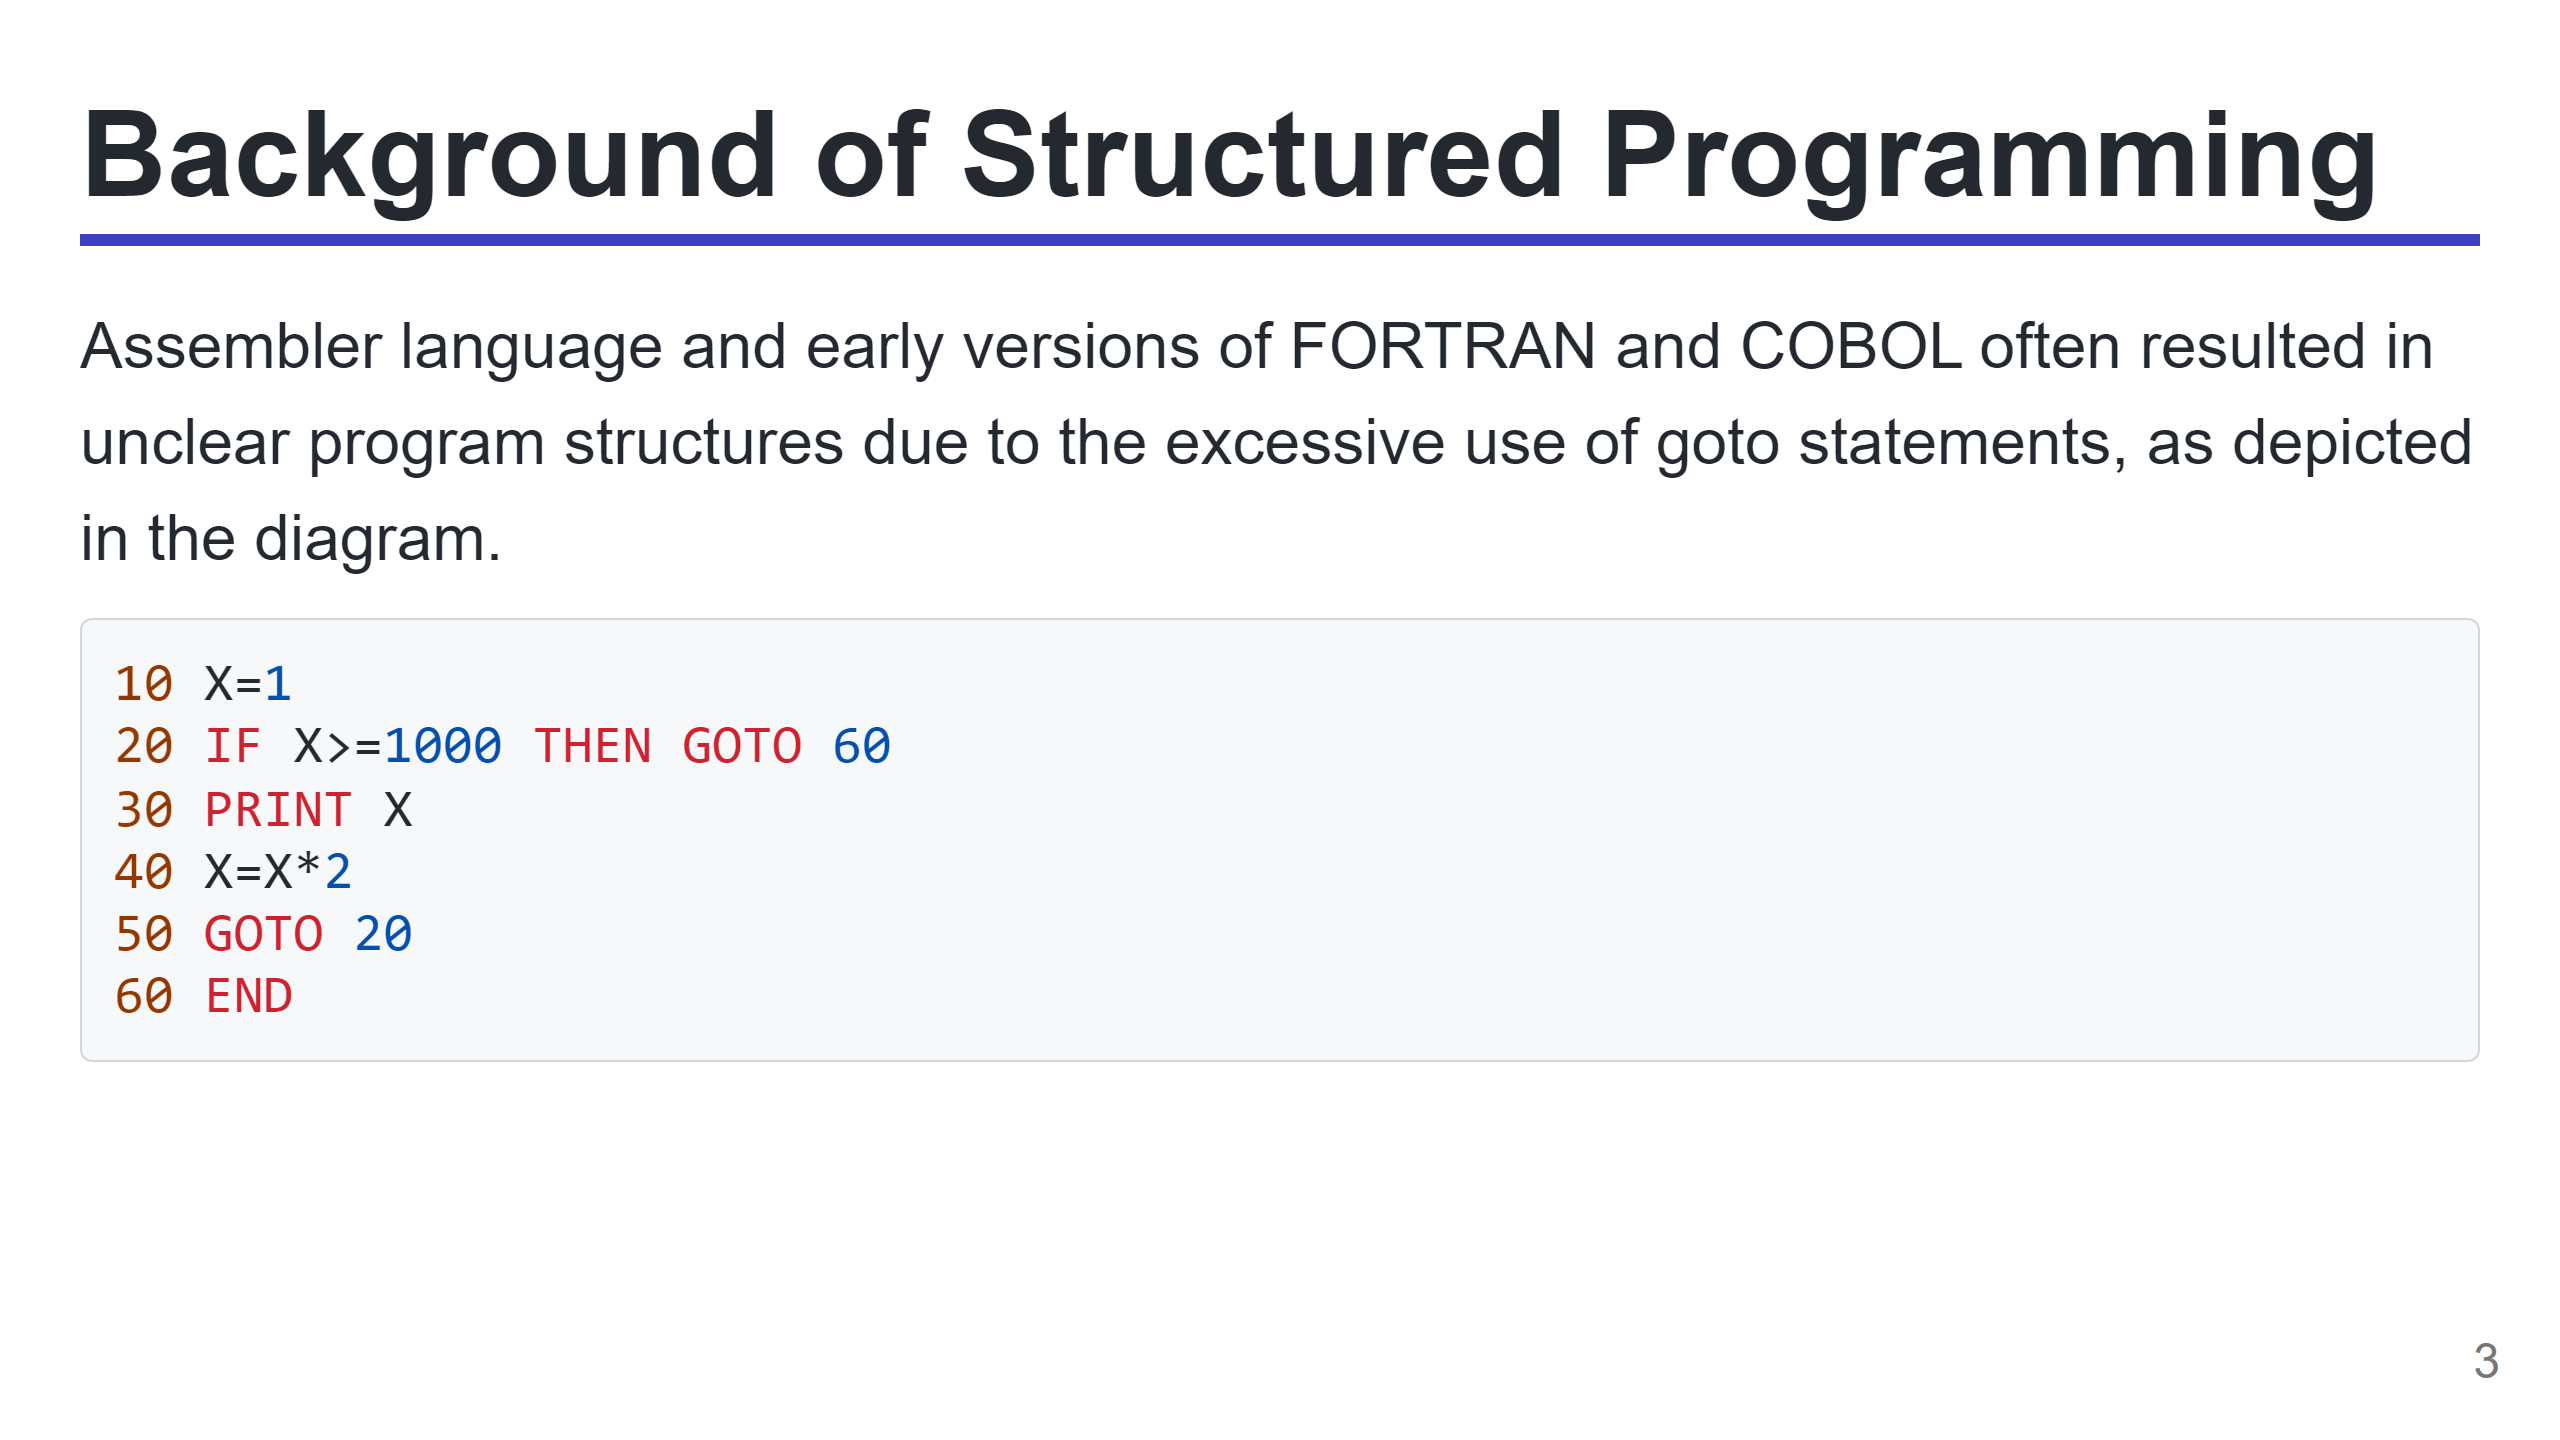 Background of Structured Programming
Assembler language and early versions of FORTRAN and COBOL often resulted in
unclear program structures due to the excessive use of goto statements, as depicted
in the diagram.
10 X=1
20 IF X>=1000 THEN GOTO 60
30 PRINT X
40 X=X*2
50 GOTO 20
60 END
3